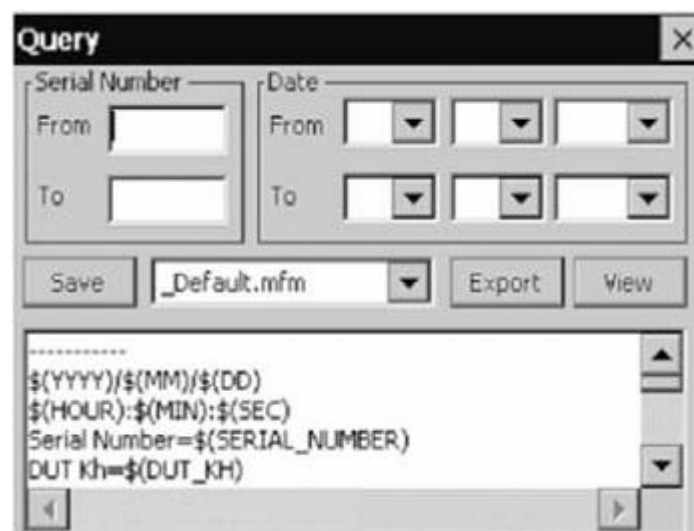 Query
Serial Number
Date
From
From
To
To
Save
_Default.mfm
Export
View
-----------
$(YYYY)/$(MM)/$(DD)
$(HOUR):$(MIN):$(SEC)
Serial Number=$(SERIAL_NUMBER)
DUT Kh=$(DUT_KH)